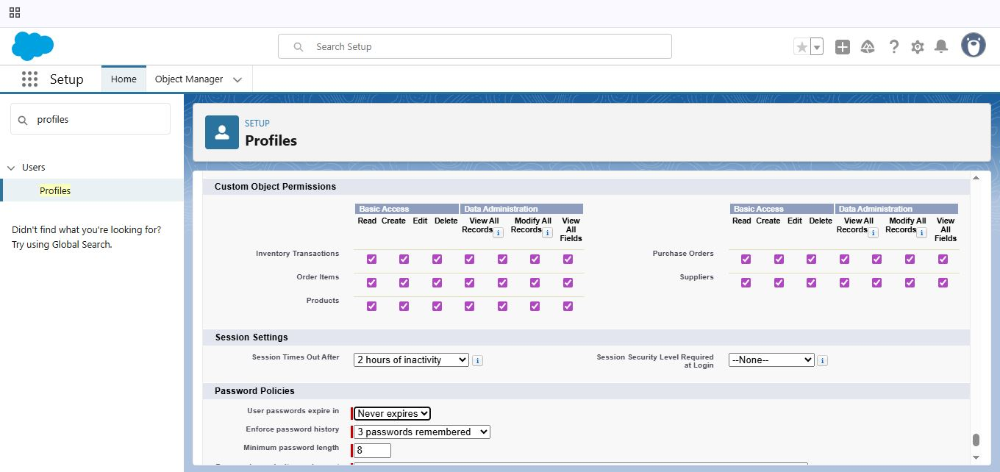 Search Setup
Setup
Home
Object Manager
profiles
Users
Profiles
Didn't find what you're looking for?
Try using Global Search.
SETUP
Profiles
Custom Object Permissions
Basic Access
Data Administration
Basic Access
Data Administration
Read Create Edit Delete View All Records Modify All Records View All Fields
Read Create Edit Delete View All Records Modify All Records View All Fields
Inventory Transactions
Purchase Orders
Order Items
Suppliers
Products
Session Settings
Session Times Out After
2 hours of inactivity
Session Security Level Required
at Login
--None--
Password Policies
User passwords expire in
Never expires
Enforce password history
3 passwords remembered
Minimum password length
8